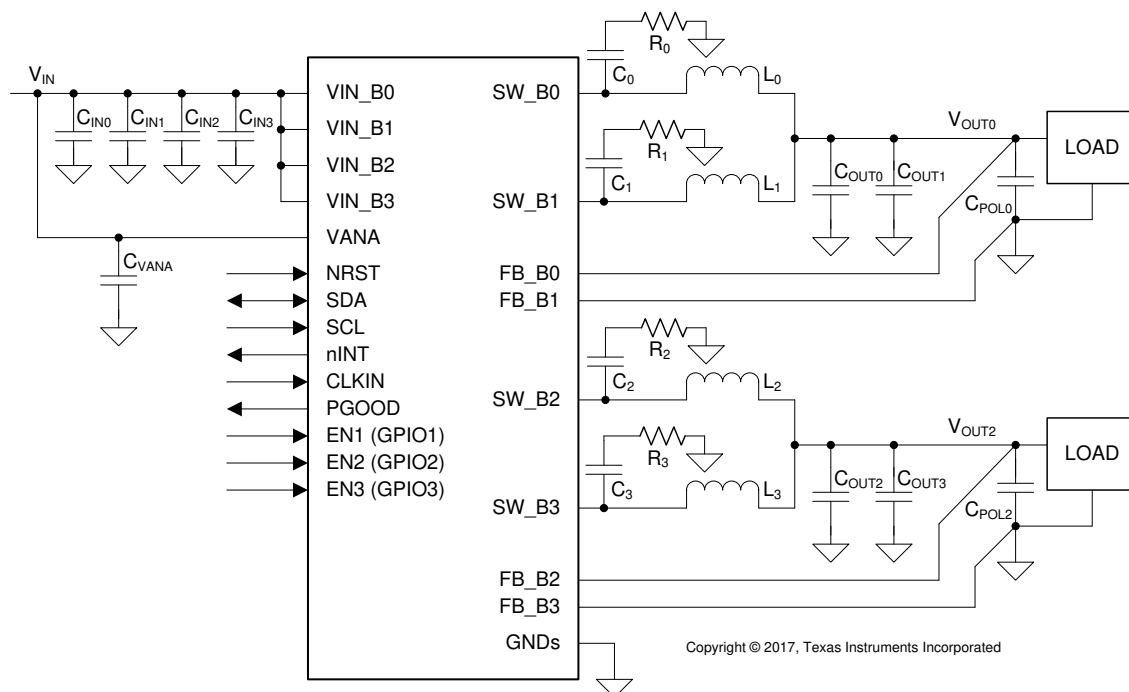 R0
VIN
C0
L0
CIN0
CIN1
CIN2
CIN3
VIN_B0
VIN_B1
VIN_B2
VIN_B3
VANA
CVANA
NRST
SDA
SCL
nINT
CLKIN
PGOOD
EN1 (GPIO1)
EN2 (GPIO2)
EN3 (GPIO3)
SW_B0
SW_B1
FB_B0
FB_B1
SW_B2
SW_B3
FB_B2
FB_B3
GNDs
R1
C1
L1
VOUT0
LOAD
COUT0
COUT1
CPOL0
R2
C2
L2
R3
C3
L3
VOUT2
LOAD
COUT2
COUT3
CPOL2
Copyright © 2017, Texas Instruments Incorporated